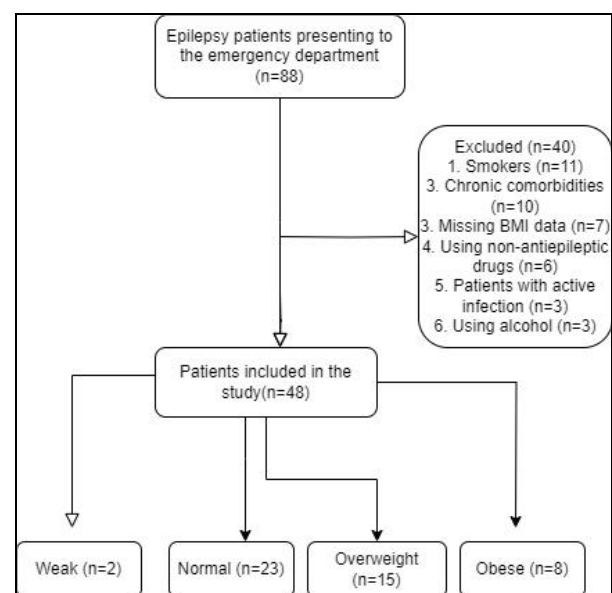 Epilepsy patients presenting to
the emergency department
(n=88)
Excluded (n=40)
1. Smokers (n=11)
3. Chronic comorbidities
(n=10)
3. Missing BMI data (n=7)
4. Using non-antiepileptic
drugs (n=6)
5. Patients with active
infection (n=3)
6. Using alcohol (n=3)
Patients included in the
study(n=48)
Weak (n=2)
Normal (n=23)
Overweight
(n=15)
Obese (n=8)